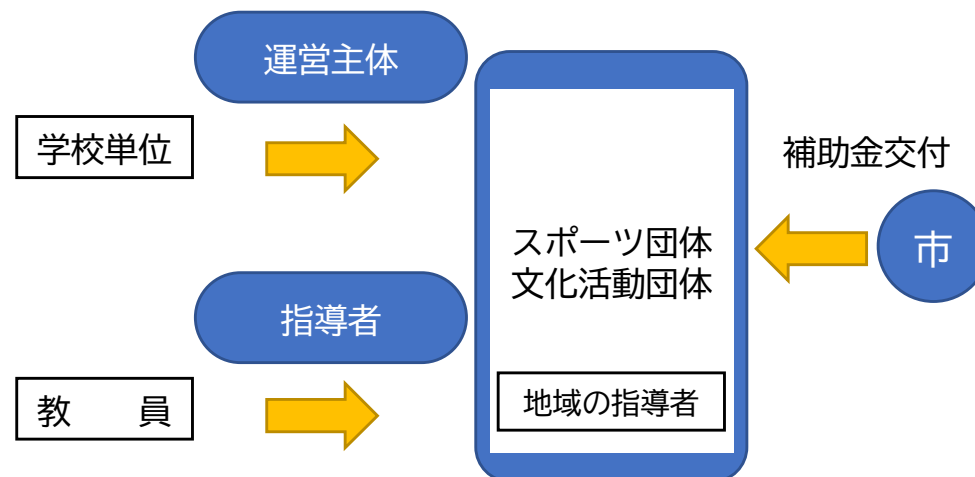 運営主体
学校単位
補助金交付
市
スポーツ団体
文化活動団体
指導者
教　　員
地域の指導者